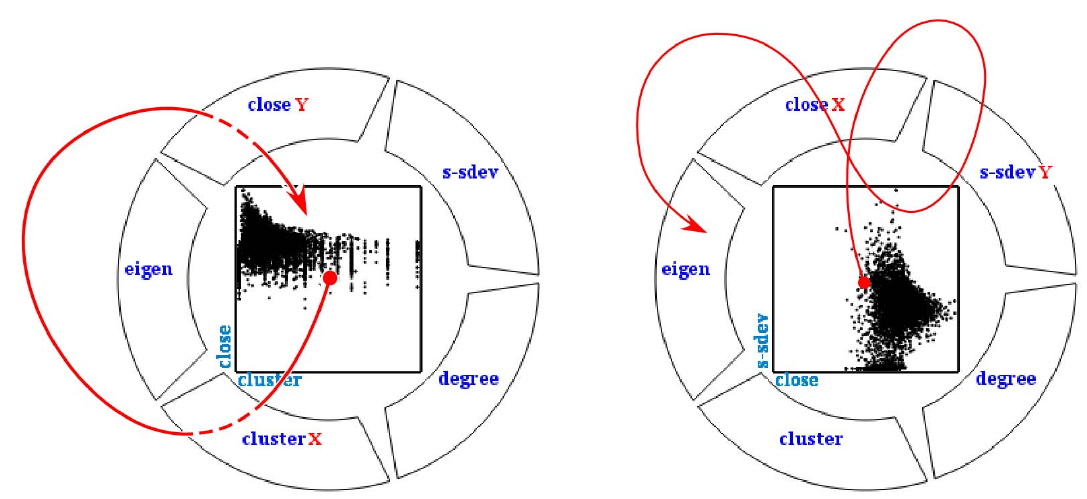 close Y
s-sdev
eigen
close
cluster
degree
cluster X
close X
s-sdev Y
eigen
s-sdev
close
degree
cluster